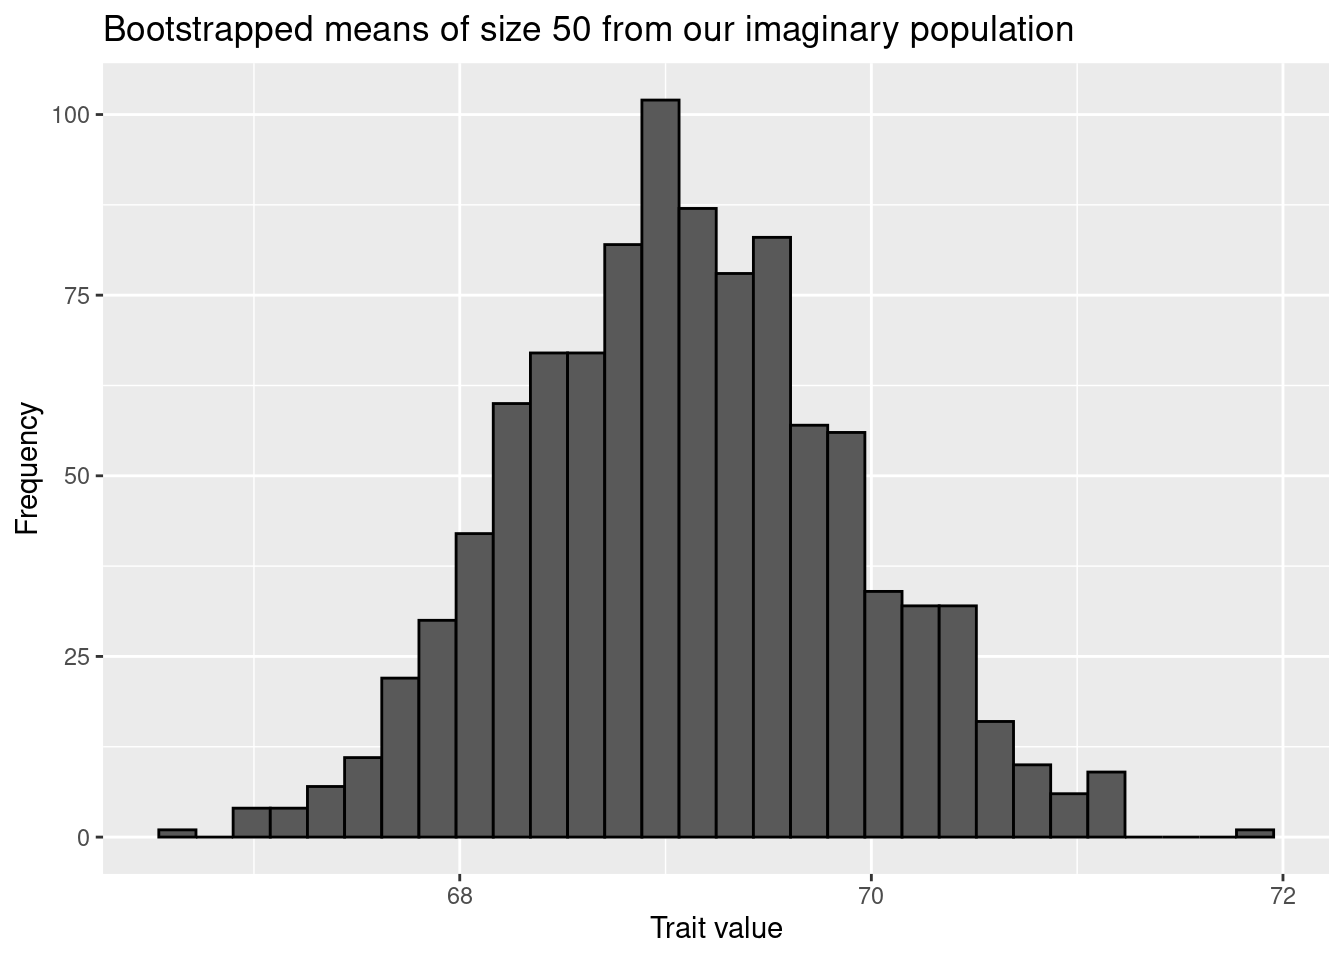 Bootstrapped means of size 50 from our imaginary population
100
75
50
25
0
Frequency
68
70
72
Trait value